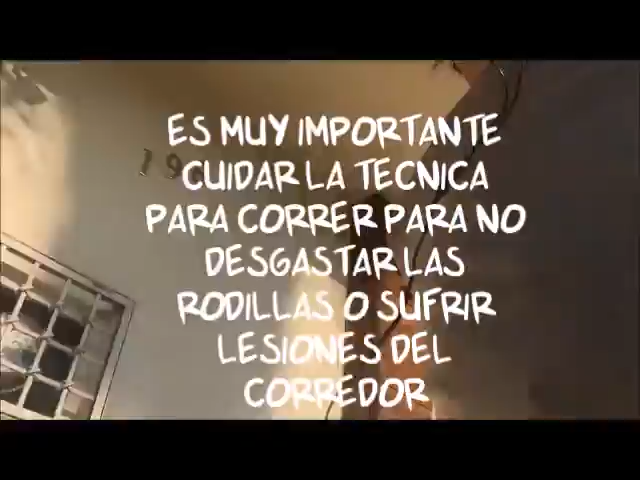 ES MUY IMPORTANTE
CUIDAR LA TECNICA
PARA CORRER PARA NO
DESGASTAR LAS
RODILLAS O SUFRIR
LESIONES DEL
CORREDOR